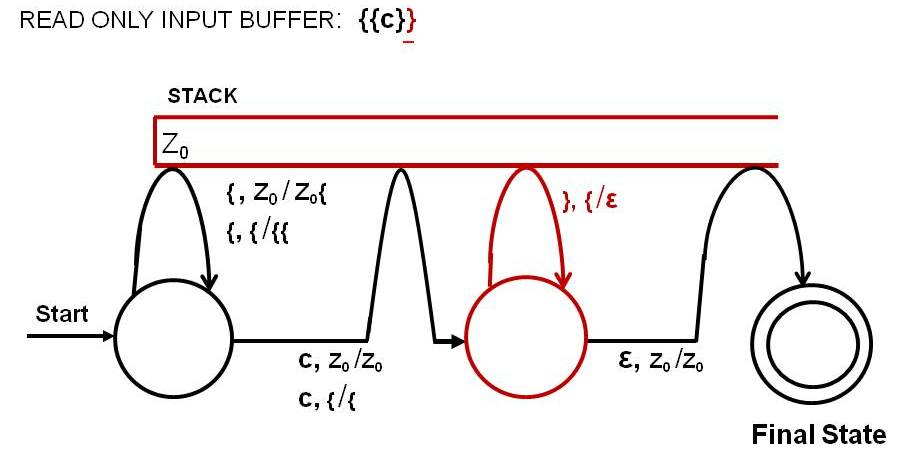 READ ONLY INPUT BUFFER: {{c}}
STACK
Z₀
{, Z₀/Z₀{
{, {/{{
}, {/ε
Start
c, Z₀/Z₀
c, {/{
ε, Z₀/Z₀
Final State